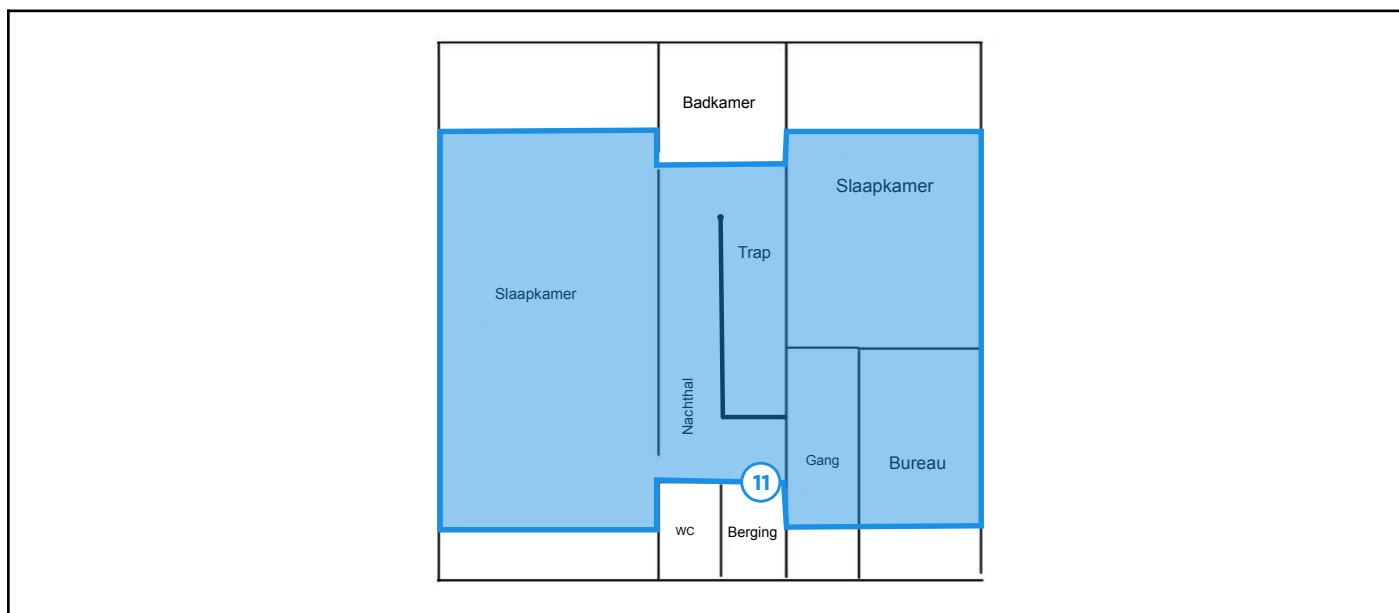 Badkamer
Slaapkamer
Trap
Slaapkamer
Nachthal
Gang
Bureau
11
WC
Berging